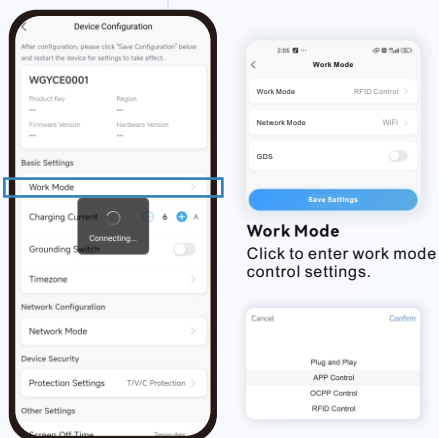 Device Configuration
After configuration, please click "Save Configuration" below
and restart the device for settings to take effect.
WGYCE0001
Product Key Region
-- --
Firmware Version Hardware Version
-- --
Basic Settings
Work Mode
Charging Current 6 A
Connecting...
Grounding Switch
Timezone
Network Configuration
Network Mode
Device Security
Protection Settings T/V/C Protection
Other Settings
Screen Off Time 2minutes
2:05
Work Mode
Work Mode RFID Control
Network Mode WIFI
GDS
Save Settings
Work Mode
Click to enter work mode
control settings.
Cancel Confirm
Plug and Play
APP Control
OCPP Control
RFID Control